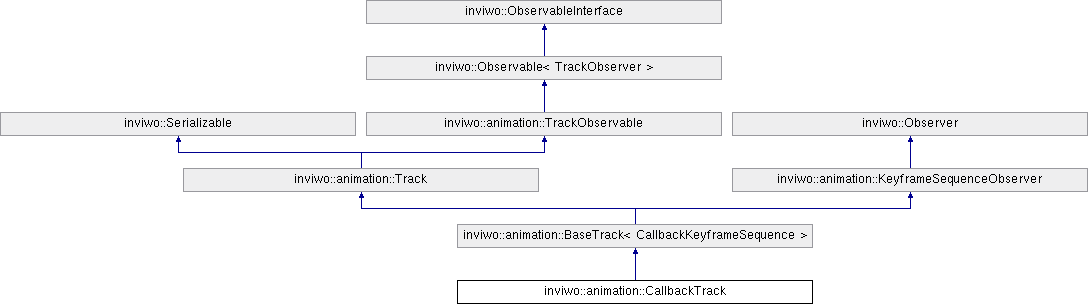 inviwo::ObservableInterface
inviwo::Observable< TrackObserver >
inviwo::Serializable
inviwo::animation::TrackObservable
inviwo::Observer
inviwo::animation::Track
inviwo::animation::KeyframeSequenceObserver
inviwo::animation::BaseTrack< CallbackKeyframeSequence >
inviwo::animation::CallbackTrack